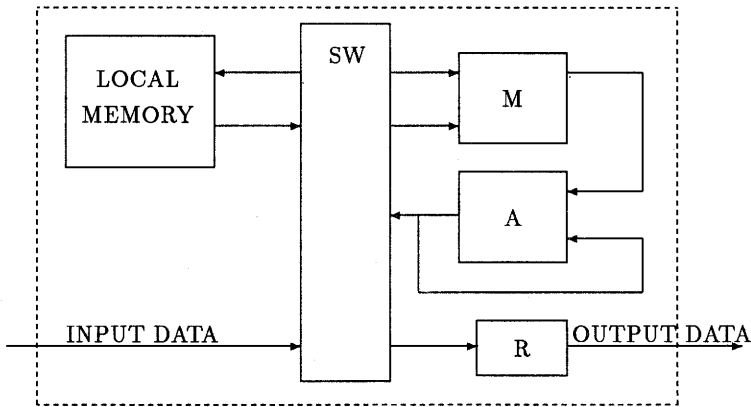 SW
LOCAL
MEMORY
M
A
INPUT DATA
R
OUTPUT DATA